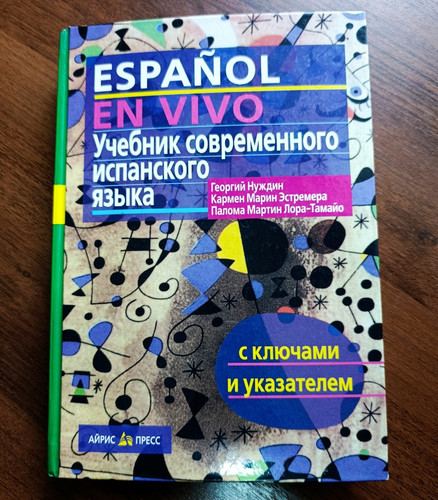 ESPAÑOL
EN VIVO
Учебник современного
испанского
языка
Георгий Нуждин
Кармен Марин Эстремера
Палома Мартин Лора-Тамайо
с ключами
и указателем
АЙРИС ПРЕСС